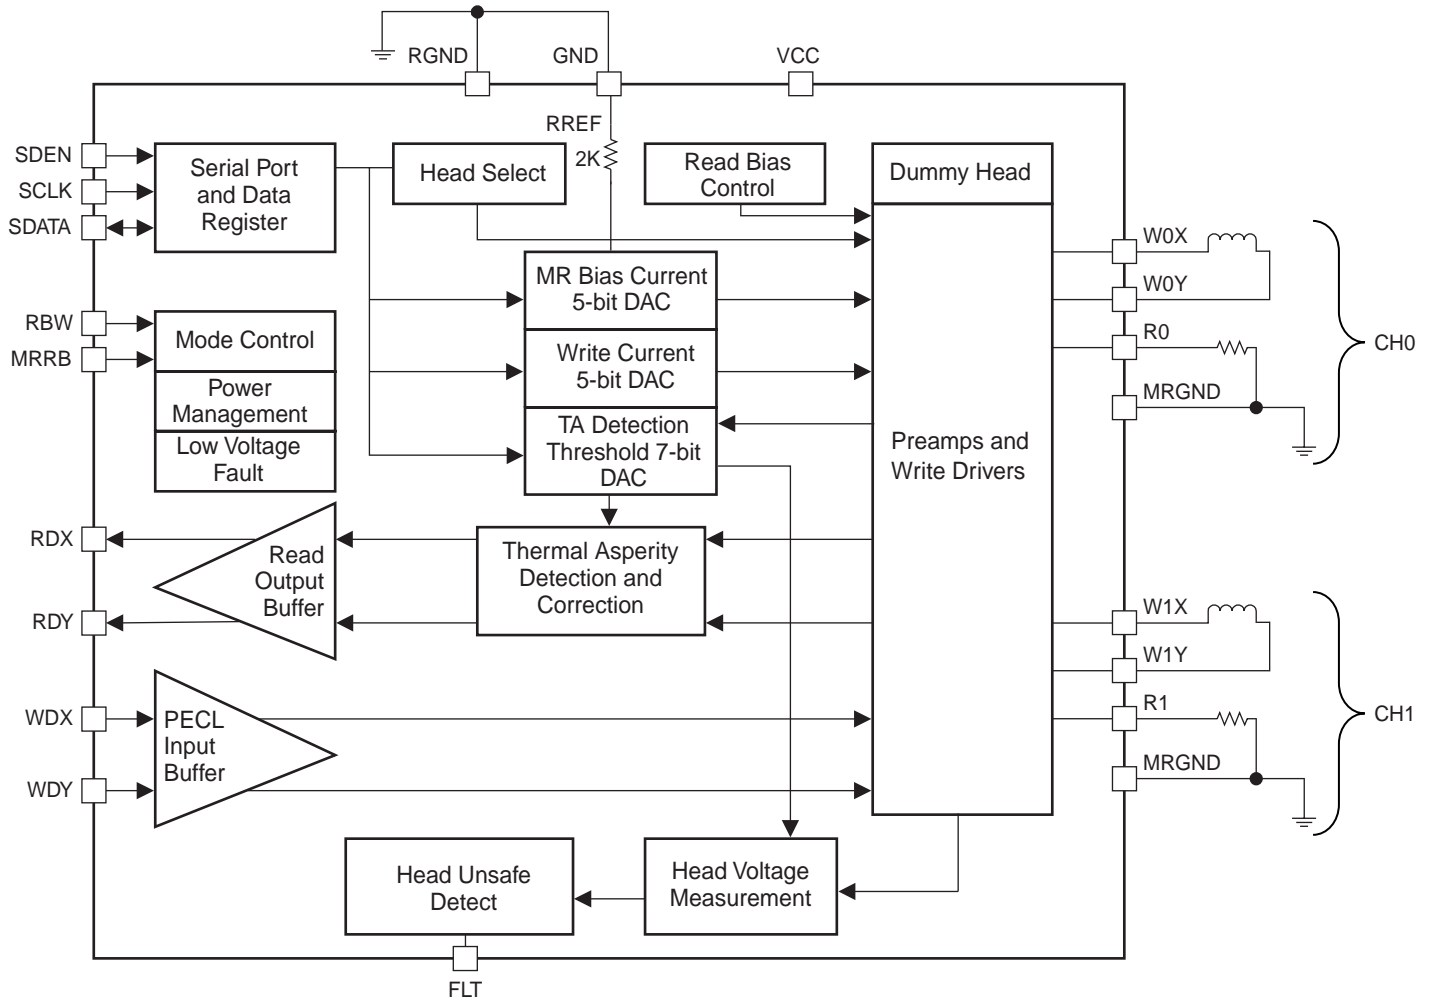 RGND
GND
VCC
RREF
2K
SDEN
SCLK
SDATA
Serial Port
and Data
Register
Head Select
Read Bias
Control
Dummy Head
W0X
W0Y
R0
MRGND
CH0
MR Bias Current
5-bit DAC
Write Current
5-bit DAC
TA Detection
Threshold 7-bit
DAC
RBW
MRRB
Mode Control
Power
Management
Low Voltage
Fault
Preamps and
Write Drivers
RDX
RDY
Read
Output
Buffer
Thermal Asperity
Detection and
Correction
W1X
W1Y
R1
MRGND
CH1
WDX
WDY
PECL
Input
Buffer
Head Unsafe
Detect
Head Voltage
Measurement
FLT